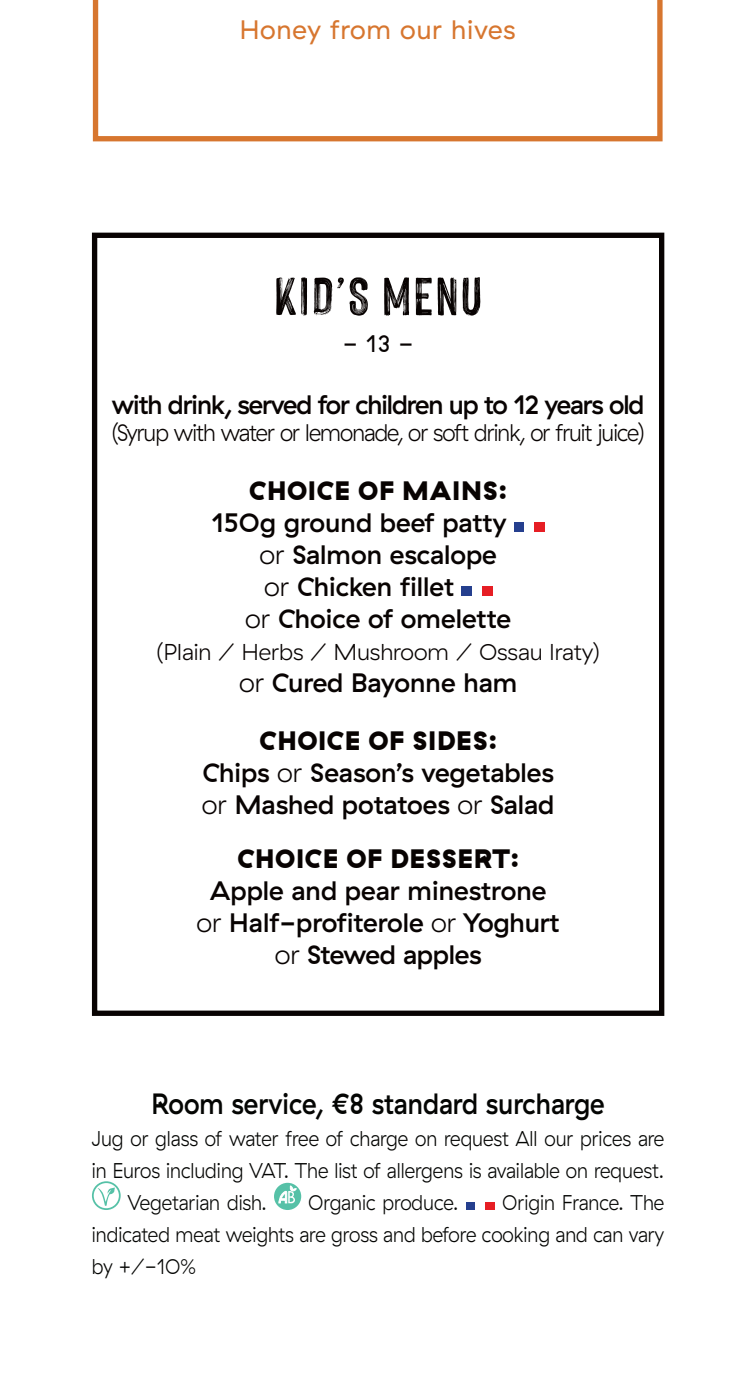 Honey from our hives
KID'S MENU
– 13 –
with drink, served for children up to 12 years old
(Syrup with water or lemonade, or soft drink, or fruit juice)
CHOICE OF MAINS:
150g ground beef patty
or Salmon escalope
or Chicken fillet
or Choice of omelette
(Plain / Herbs / Mushroom / Ossau Iraty)
or Cured Bayonne ham
CHOICE OF SIDES:
Chips or Season's vegetables
or Mashed potatoes or Salad
CHOICE OF DESSERT:
Apple and pear minestrone
or Half-profiterole or Yoghurt
or Stewed apples
Room service, €8 standard surcharge
Jug or glass of water free of charge on request All our prices are
in Euros including VAT. The list of allergens is available on request.
V Vegetarian dish. AB Organic produce. Origin France. The
indicated meat weights are gross and before cooking and can vary
by +/-10%